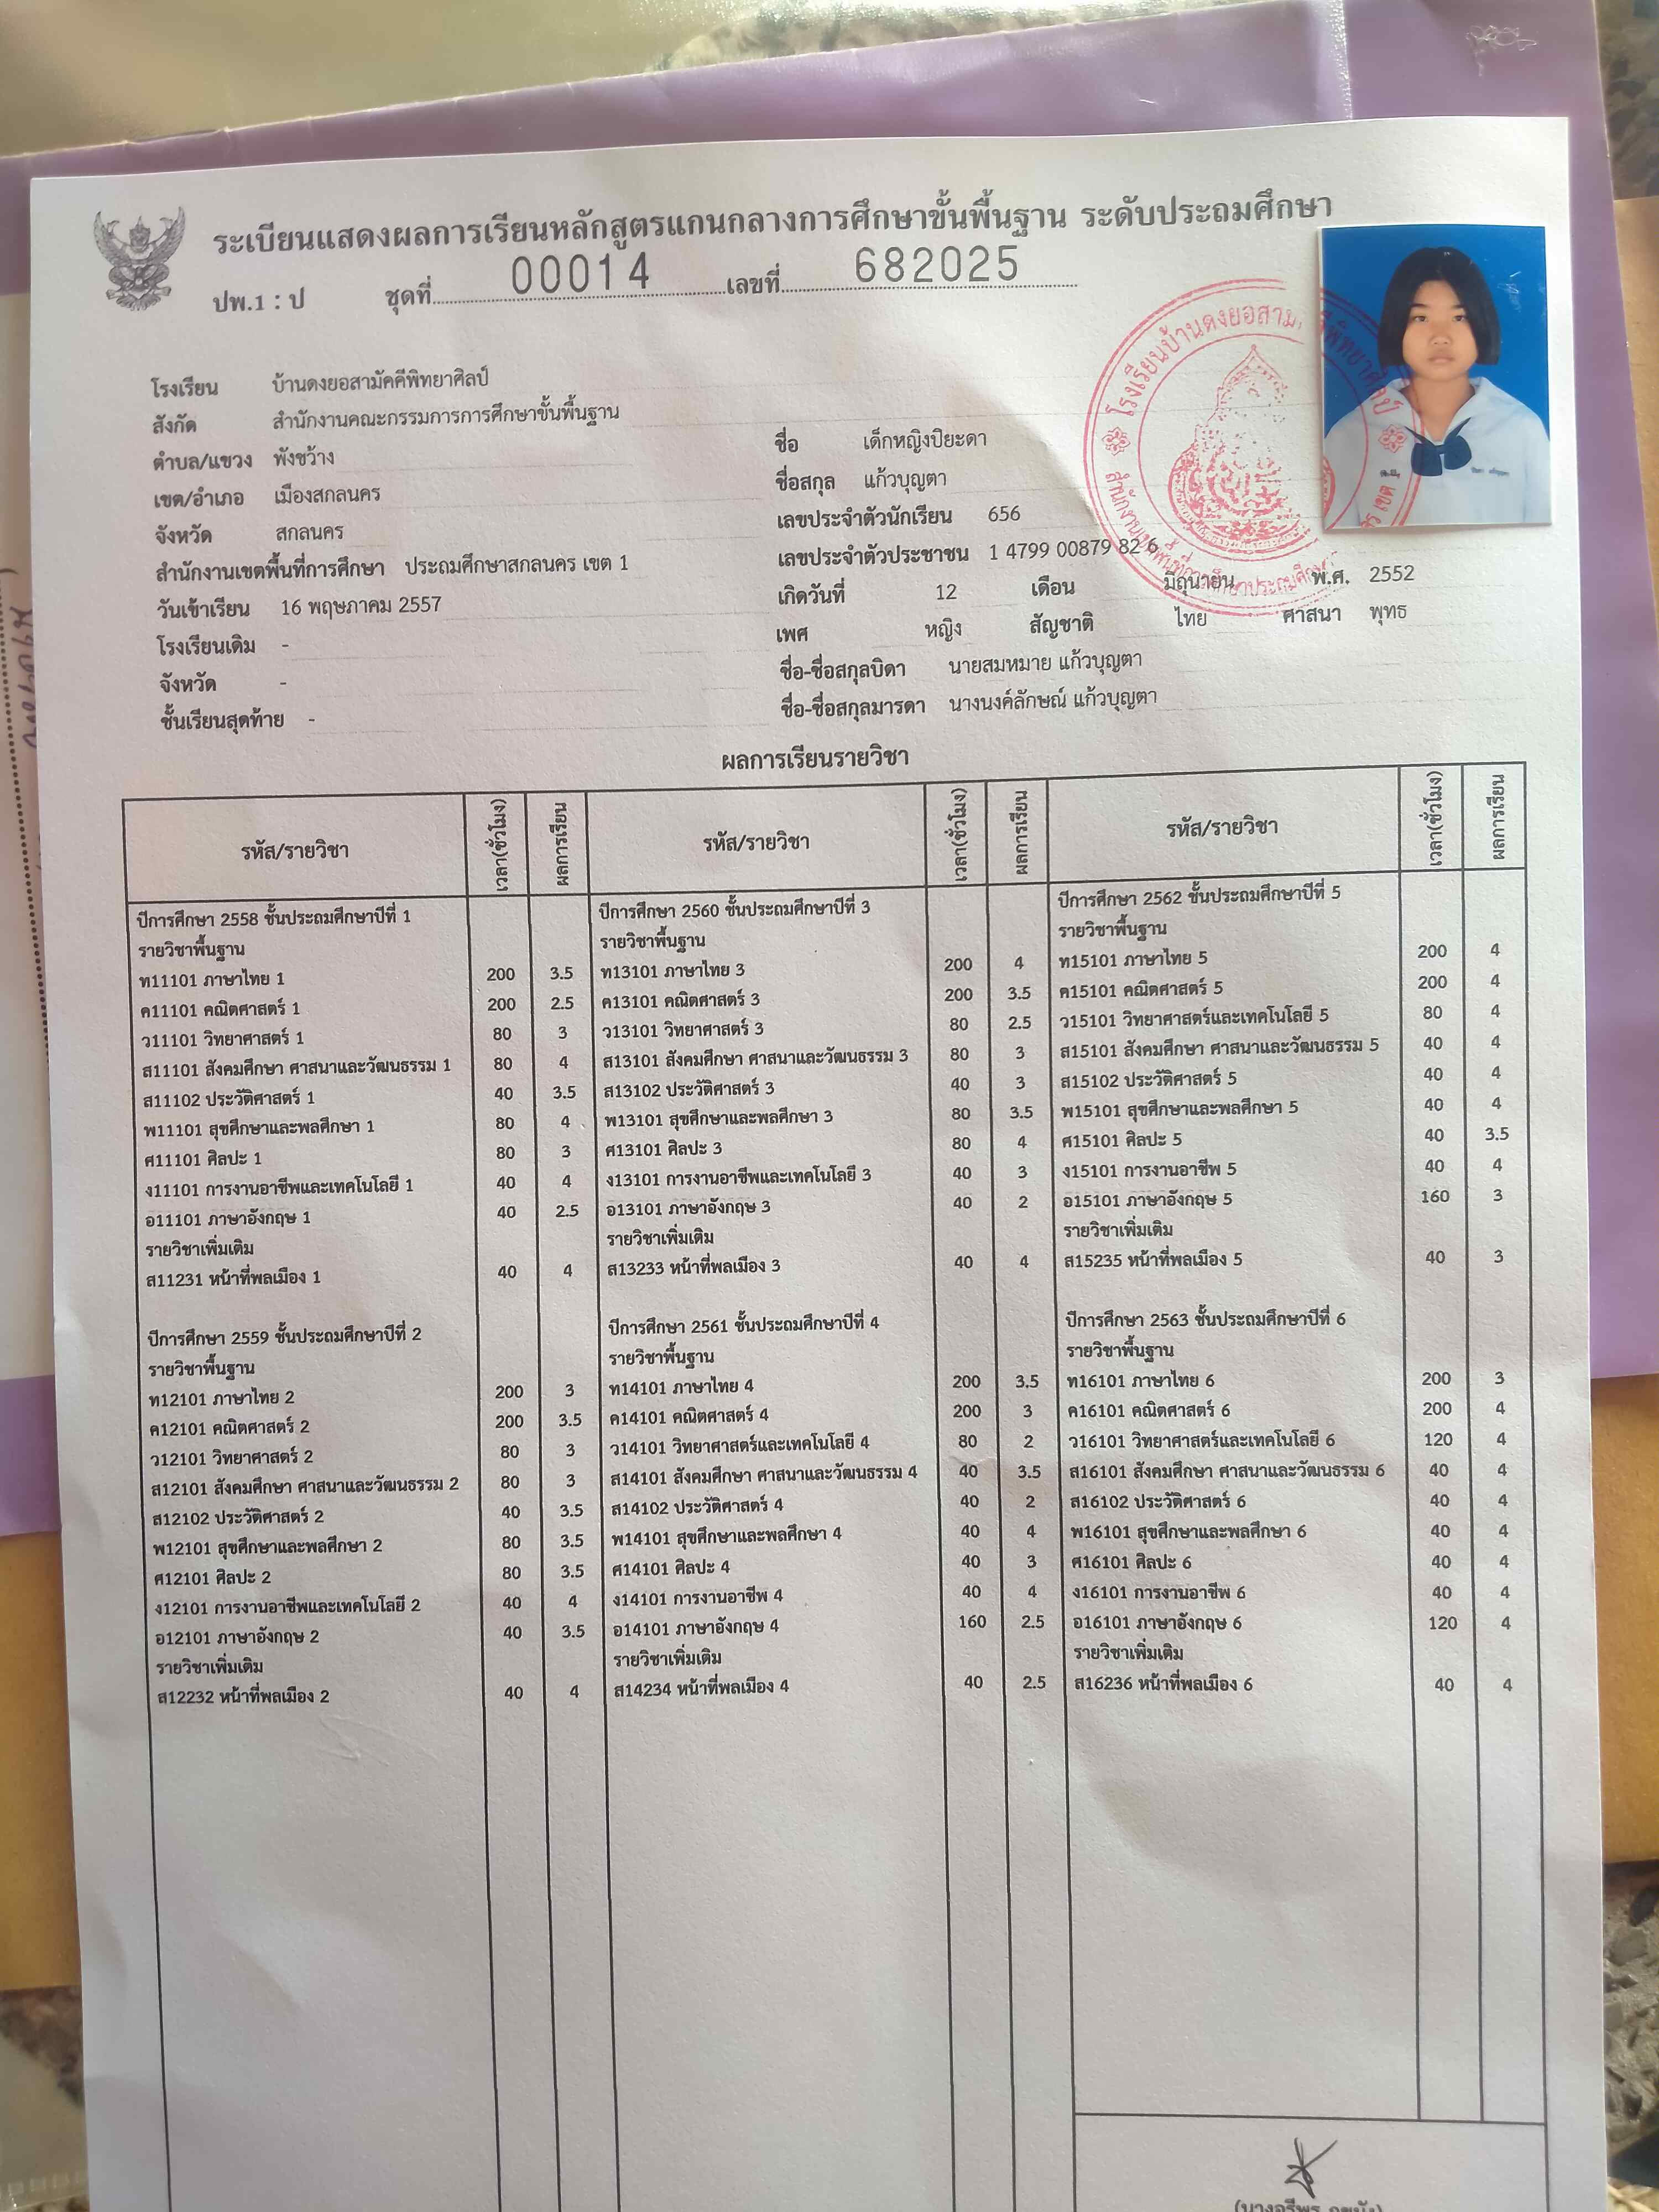 ระเบียนแสดงผลการเรียนหลักสูตรแกนกลางการศึกษาขั้นพื้นฐาน ระดับประถมศึกษา
ปพ.1 : ป ชุดที่ 00014 เลขที่ 682025
โรงเรียน บ้านดงยอสามัคคีพิทยาศิลป์
สังกัด สำนักงานคณะกรรมการการศึกษาขั้นพื้นฐาน
ตำบล/แขวง พังขว้าง
เขต/อำเภอ เมืองสกลนคร
จังหวัด สกลนคร
สำนักงานเขตพื้นที่การศึกษา ประถมศึกษาสกลนคร เขต 1
วันเข้าเรียน 16 พฤษภาคม 2557
โรงเรียนเดิม -
จังหวัด -
ชั้นเรียนสุดท้าย -
ชื่อ เด็กหญิงปิยะดา
ชื่อสกุล แก้วบุญตา
เลขประจำตัวนักเรียน 656
เลขประจำตัวประชาชน 1 4799 00879 82 6
เกิดวันที่ 12 เดือน มิถุนายน พ.ศ. 2552
เพศ หญิง สัญชาติ ไทย ศาสนา พุทธ
ชื่อ-ชื่อสกุลบิดา นายสมหมาย แก้วบุญตา
ชื่อ-ชื่อสกุลมารดา นางนงค์ลักษณ์ แก้วบุญตา
ผลการเรียนรายวิชา
รหัส/รายวิชา เวลา(ชั่วโมง) ผลการเรียน รหัส/รายวิชา เวลา(ชั่วโมง) ผลการเรียน รหัส/รายวิชา เวลา(ชั่วโมง) ผลการเรียน
ปีการศึกษา 2558 ชั้นประถมศึกษาปีที่ 1
รายวิชาพื้นฐาน
ท11101 ภาษาไทย 1 200 3.5
ค11101 คณิตศาสตร์ 1 200 2.5
ว11101 วิทยาศาสตร์ 1 80 3
ส11101 สังคมศึกษา ศาสนาและวัฒนธรรม 1 80 4
ส11102 ประวัติศาสตร์ 1 40 3.5
พ11101 สุขศึกษาและพลศึกษา 1 80 4
ศ11101 ศิลปะ 1 80 3
ง11101 การงานอาชีพและเทคโนโลยี 1 40 4
อ11101 ภาษาอังกฤษ 1 40 2.5
รายวิชาเพิ่มเติม
ส11231 หน้าที่พลเมือง 1 40 4
ปีการศึกษา 2559 ชั้นประถมศึกษาปีที่ 2
รายวิชาพื้นฐาน
ท12101 ภาษาไทย 2 200 3
ค12101 คณิตศาสตร์ 2 200 3.5
ว12101 วิทยาศาสตร์ 2 80 3
ส12101 สังคมศึกษา ศาสนาและวัฒนธรรม 2 80 3
ส12102 ประวัติศาสตร์ 2 40 3.5
พ12101 สุขศึกษาและพลศึกษา 2 80 3.5
ศ12101 ศิลปะ 2 80 3.5
ง12101 การงานอาชีพและเทคโนโลยี 2 40 4
อ12101 ภาษาอังกฤษ 2 40 3.5
รายวิชาเพิ่มเติม
ส12232 หน้าที่พลเมือง 2 40 4
ปีการศึกษา 2560 ชั้นประถมศึกษาปีที่ 3
รายวิชาพื้นฐาน
ท13101 ภาษาไทย 3 200 4
ค13101 คณิตศาสตร์ 3 200 3.5
ว13101 วิทยาศาสตร์ 3 80 2.5
ส13101 สังคมศึกษา ศาสนาและวัฒนธรรม 3 80 3
ส13102 ประวัติศาสตร์ 3 40 3
พ13101 สุขศึกษาและพลศึกษา 3 80 3.5
ศ13101 ศิลปะ 3 80 4
ง13101 การงานอาชีพและเทคโนโลยี 3 40 3
อ13101 ภาษาอังกฤษ 3 40 2
รายวิชาเพิ่มเติม
ส13233 หน้าที่พลเมือง 3 40 4
ปีการศึกษา 2561 ชั้นประถมศึกษาปีที่ 4
รายวิชาพื้นฐาน
ท14101 ภาษาไทย 4 200 3.5
ค14101 คณิตศาสตร์ 4 200 3
ว14101 วิทยาศาสตร์และเทคโนโลยี 4 80 2
ส14101 สังคมศึกษา ศาสนาและวัฒนธรรม 4 40 3.5
ส14102 ประวัติศาสตร์ 4 40 2
พ14101 สุขศึกษาและพลศึกษา 4 40 4
ศ14101 ศิลปะ 4 40 3
ง14101 การงานอาชีพ 4 40 4
อ14101 ภาษาอังกฤษ 4 160 2.5
รายวิชาเพิ่มเติม
ส14234 หน้าที่พลเมือง 4 40 2.5
ปีการศึกษา 2562 ชั้นประถมศึกษาปีที่ 5
รายวิชาพื้นฐาน
ท15101 ภาษาไทย 5 200 4
ค15101 คณิตศาสตร์ 5 200 4
ว15101 วิทยาศาสตร์และเทคโนโลยี 5 80 4
ส15101 สังคมศึกษา ศาสนาและวัฒนธรรม 5 40 4
ส15102 ประวัติศาสตร์ 5 40 4
พ15101 สุขศึกษาและพลศึกษา 5 40 4
ศ15101 ศิลปะ 5 40 3.5
ง15101 การงานอาชีพ 5 40 4
อ15101 ภาษาอังกฤษ 5 160 3
รายวิชาเพิ่มเติม
ส15235 หน้าที่พลเมือง 5 40 3
ปีการศึกษา 2563 ชั้นประถมศึกษาปีที่ 6
รายวิชาพื้นฐาน
ท16101 ภาษาไทย 6 200 3
ค16101 คณิตศาสตร์ 6 200 4
ว16101 วิทยาศาสตร์และเทคโนโลยี 6 120 4
ส16101 สังคมศึกษา ศาสนาและวัฒนธรรม 6 40 4
ส16102 ประวัติศาสตร์ 6 40 4
พ16101 สุขศึกษาและพลศึกษา 6 40 4
ศ16101 ศิลปะ 6 40 4
ง16101 การงานอาชีพ 6 40 4
อ16101 ภาษาอังกฤษ 6 120 4
รายวิชาเพิ่มเติม
ส16236 หน้าที่พลเมือง 6 40 4